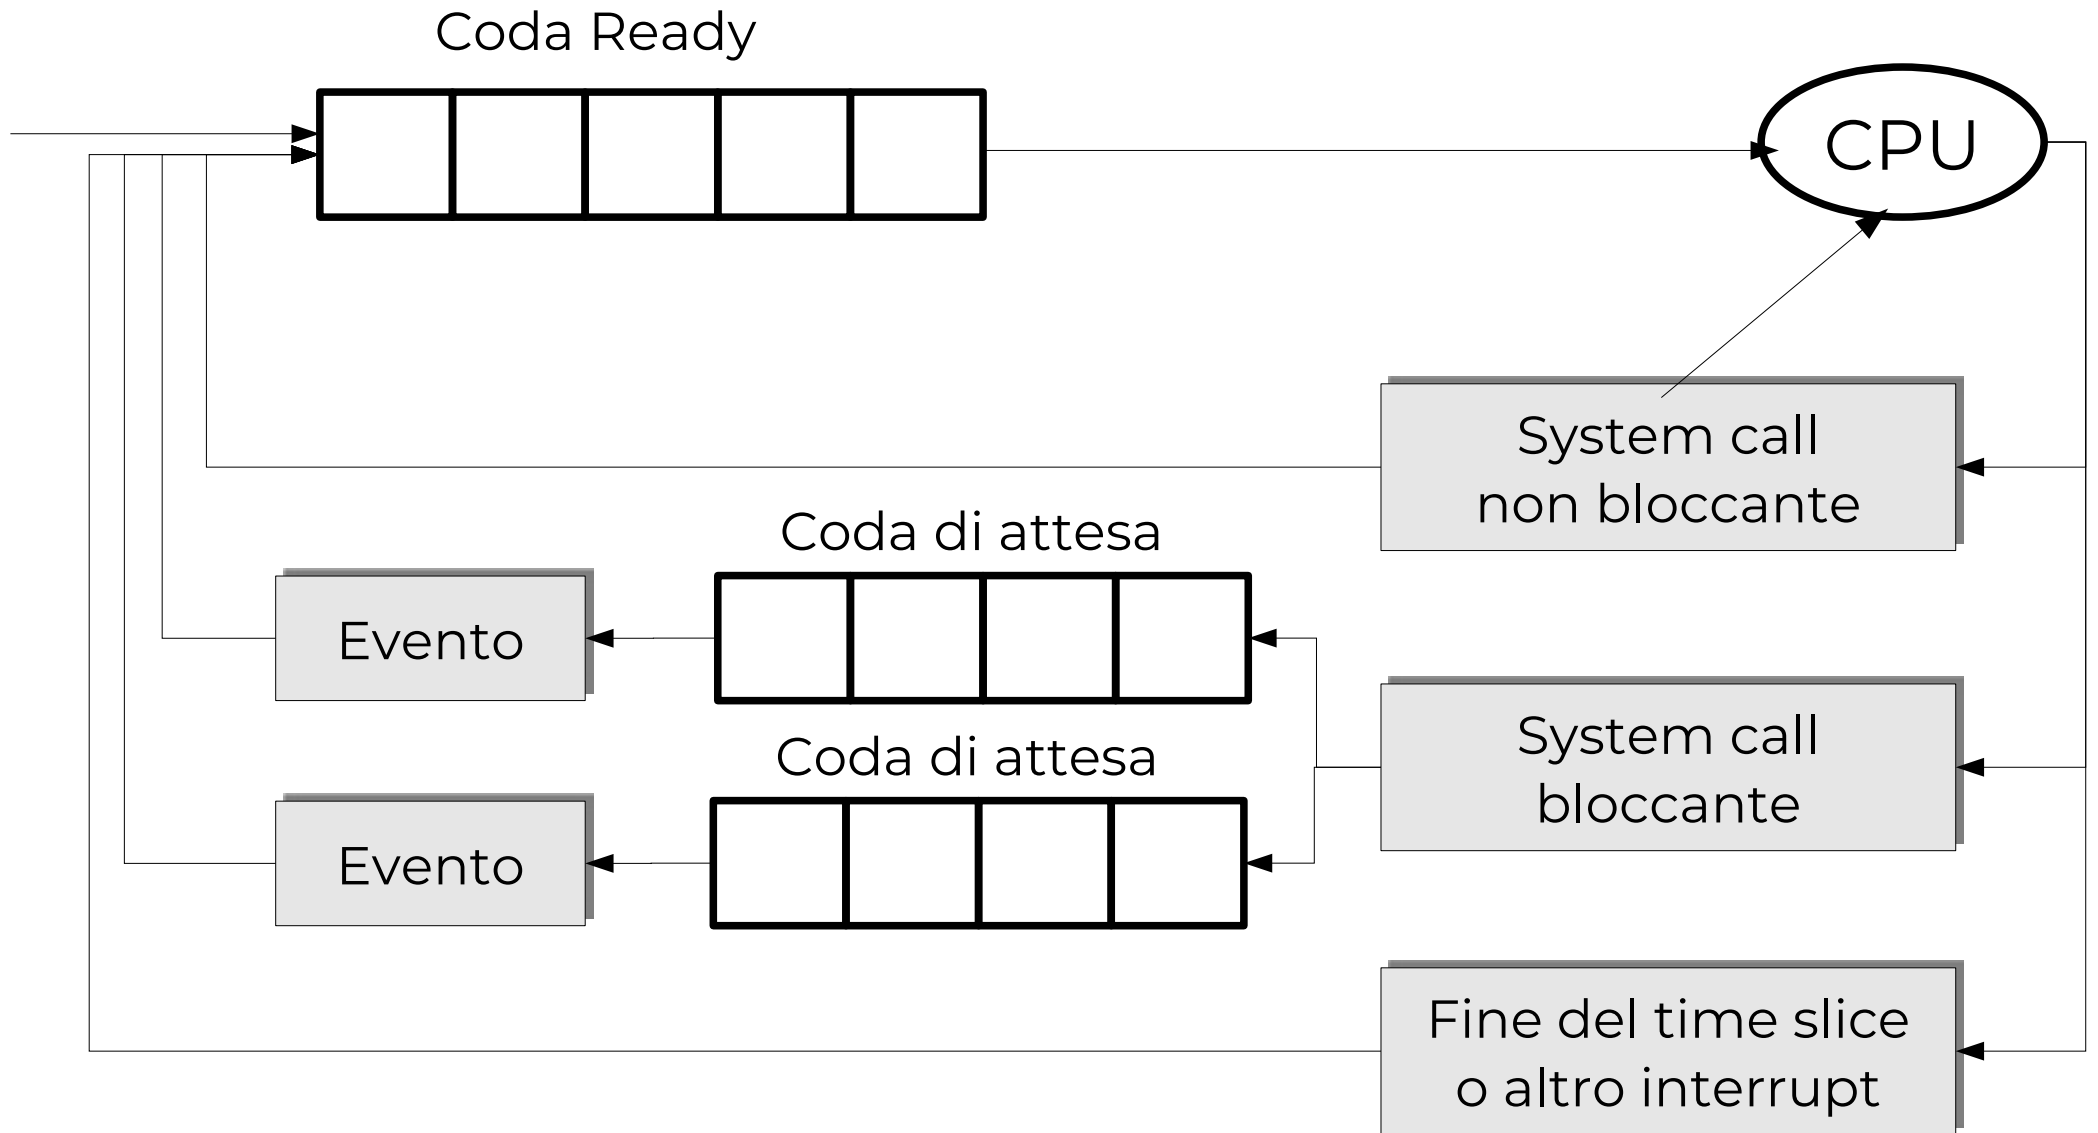 Coda Ready
CPU
System call
non bloccante
Coda di attesa
Evento
System call
bloccante
Coda di attesa
Evento
Fine del time slice
o altro interrupt